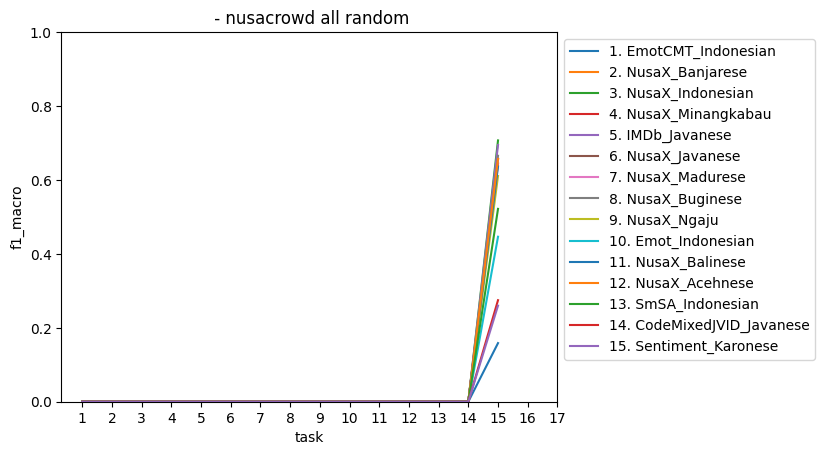 - nusacrowd all random
1.0
0.8
0.6
0.4
0.2
0.0
f1_macro
1 2 3 4 5 6 7 8 9 10 11 12 13 14 15 16 17
task
1. EmotCMT_Indonesian
2. NusaX_Banjarese
3. NusaX_Indonesian
4. NusaX_Minangkabau
5. IMDb_Javanese
6. NusaX_Javanese
7. NusaX_Madurese
8. NusaX_Buginese
9. NusaX_Ngaju
10. Emot_Indonesian
11. NusaX_Balinese
12. NusaX_Acehnese
13. SmSA_Indonesian
14. CodeMixedJVID_Javanese
15. Sentiment_Karonese